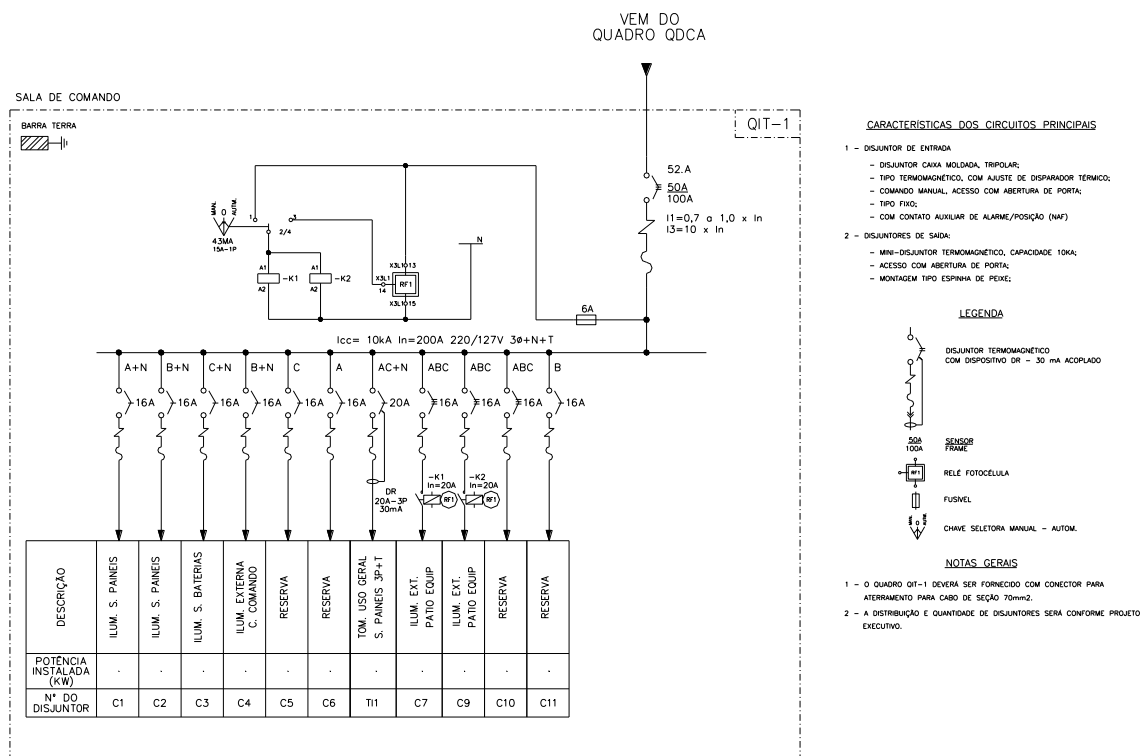 VEM DO
QUADRO QDCA
SALA DE COMANDO
BARRA TERRA
QIT-1
52.A
50A
100A
I1=0,7 a 1,0 x In
I3=10 x In
MAN.
0
AUTM.
43MA
15A-1P
1
3
2/4
A1
A2
-K1
A1
A2
-K2
X3L1
13
X3L1
14
RF1
X3L1
15
N
6A
Icc= 10kA In=200A 220/127V 3ø+N+T
A+N
B+N
C+N
B+N
C
A
AC+N
ABC
ABC
ABC
B
16A
16A
16A
16A
16A
16A
20A
16A
16A
16A
16A
DR
20A-3P
30mA
-K1
In=20A
RF1
-K2
In=20A
RF1
DESCRIÇÃO
ILUM. S. PAINEIS
ILUM. S. PAINEIS
ILUM. S. BATERIAS
ILUM. EXTERNA
C. COMANDO
RESERVA
RESERVA
TOM. USO GERAL
S. PAINEIS 3P+T
ILUM. EXT.
PATIO EQUIP
ILUM. EXT.
PATIO EQUIP
RESERVA
RESERVA
POTÊNCIA
INSTALADA
(KW)
. . . . . . . . . . .
N° DO
DISJUNTOR
C1
C2
C3
C4
C5
C6
TI1
C7
C9
C10
C11
CARACTERÍSTICAS DOS CIRCUITOS PRINCIPAIS
1 - DISJUNTOR DE ENTRADA
- DISJUNTOR CAIXA MOLDADA, TRIPOLAR;
- TIPO TERMOMAGNÉTICO, COM AJUSTE DE DISPARADOR TÉRMICO;
- COMANDO MANUAL, ACESSO COM ABERTURA DE PORTA;
- TIPO FIXO;
- COM CONTATO AUXILIAR DE ALARME/POSIÇÃO (NAF)
2 - DISJUNTORES DE SAÍDA:
- MINI-DISJUNTOR TERMOMAGNÉTICO, CAPACIDADE 10KA;
- ACESSO COM ABERTURA DE PORTA;
- MONTAGEM TIPO ESPINHA DE PEIXE;
LEGENDA
DISJUNTOR TERMOMAGNÉTICO
COM DISPOSITIVO DR - 30 mA ACOPLADO
50A
100A
SENSOR
FRAME
RF1
RELÉ FOTOCÉLULA
FUSIVEL
MAN.
0
AUTM.
CHAVE SELETORA MANUAL - AUTOM.
NOTAS GERAIS
1 - O QUADRO QIT-1 DEVERÁ SER FORNECIDO COM CONECTOR PARA
ATERRAMENTO PARA CABO DE SEÇÃO 70mm2.
2 - A DISTRIBUIÇÃO E QUANTIDADE DE DISJUNTORES SERÁ CONFORME PROJETO
EXECUTIVO.